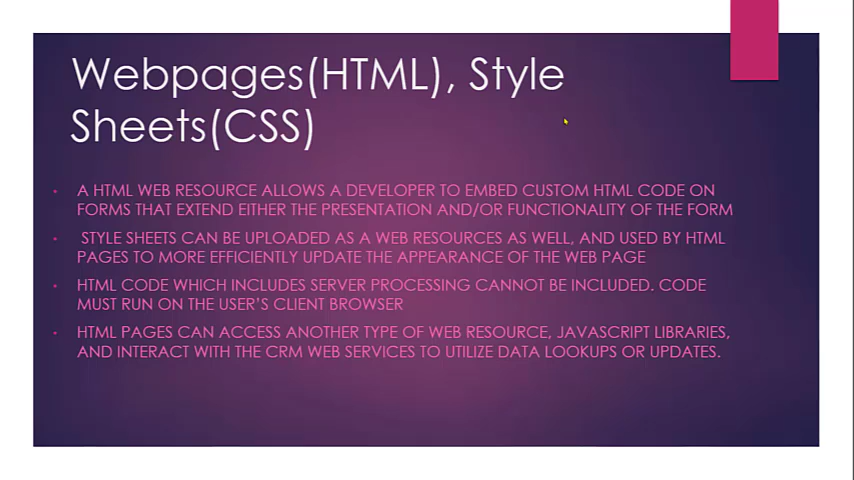 Webpages(HTML), Style
Sheets(CSS)
A HTML WEB RESOURCE ALLOWS A DEVELOPER TO EMBED CUSTOM HTML CODE ON
FORMS THAT EXTEND EITHER THE PRESENTATION AND/OR FUNCTIONALITY OF THE FORM
STYLE SHEETS CAN BE UPLOADED AS A WEB RESOURCES AS WELL, AND USED BY HTML
PAGES TO MORE EFFICIENTLY UPDATE THE APPEARANCE OF THE WEB PAGE
HTML CODE WHICH INCLUDES SERVER PROCESSING CANNOT BE INCLUDED. CODE
MUST RUN ON THE USER'S CLIENT BROWSER
HTML PAGES CAN ACCESS ANOTHER TYPE OF WEB RESOURCE, JAVASCRIPT LIBRARIES,
AND INTERACT WITH THE CRM WEB SERVICES TO UTILIZE DATA LOOKUPS OR UPDATES.